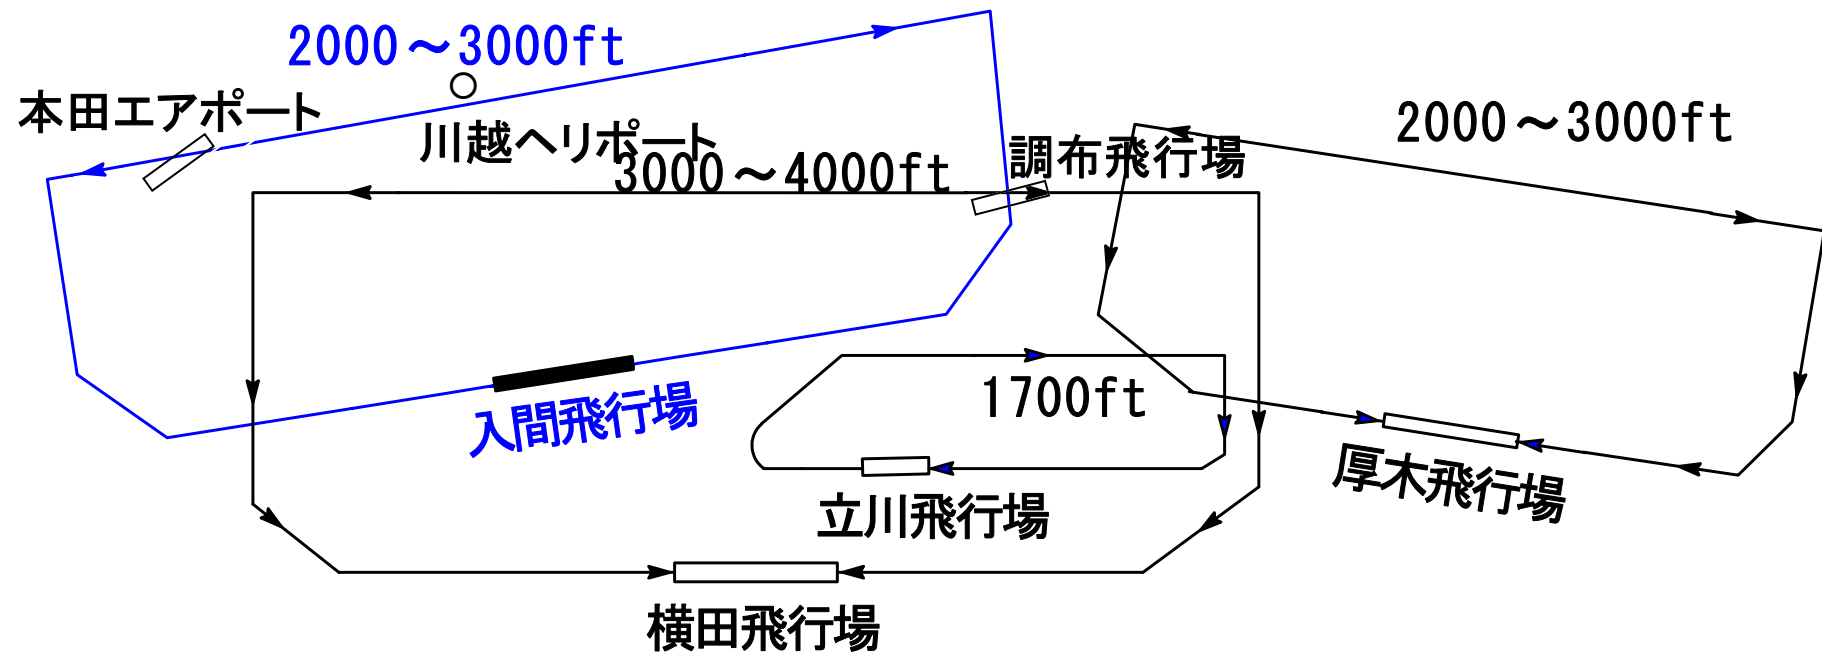 2000～3000ft
本田エアポート
川越ヘリポート
3000～4000ft
調布飛行場
2000～3000ft
1700ft
入間飛行場
厚木飛行場
立川飛行場
横田飛行場